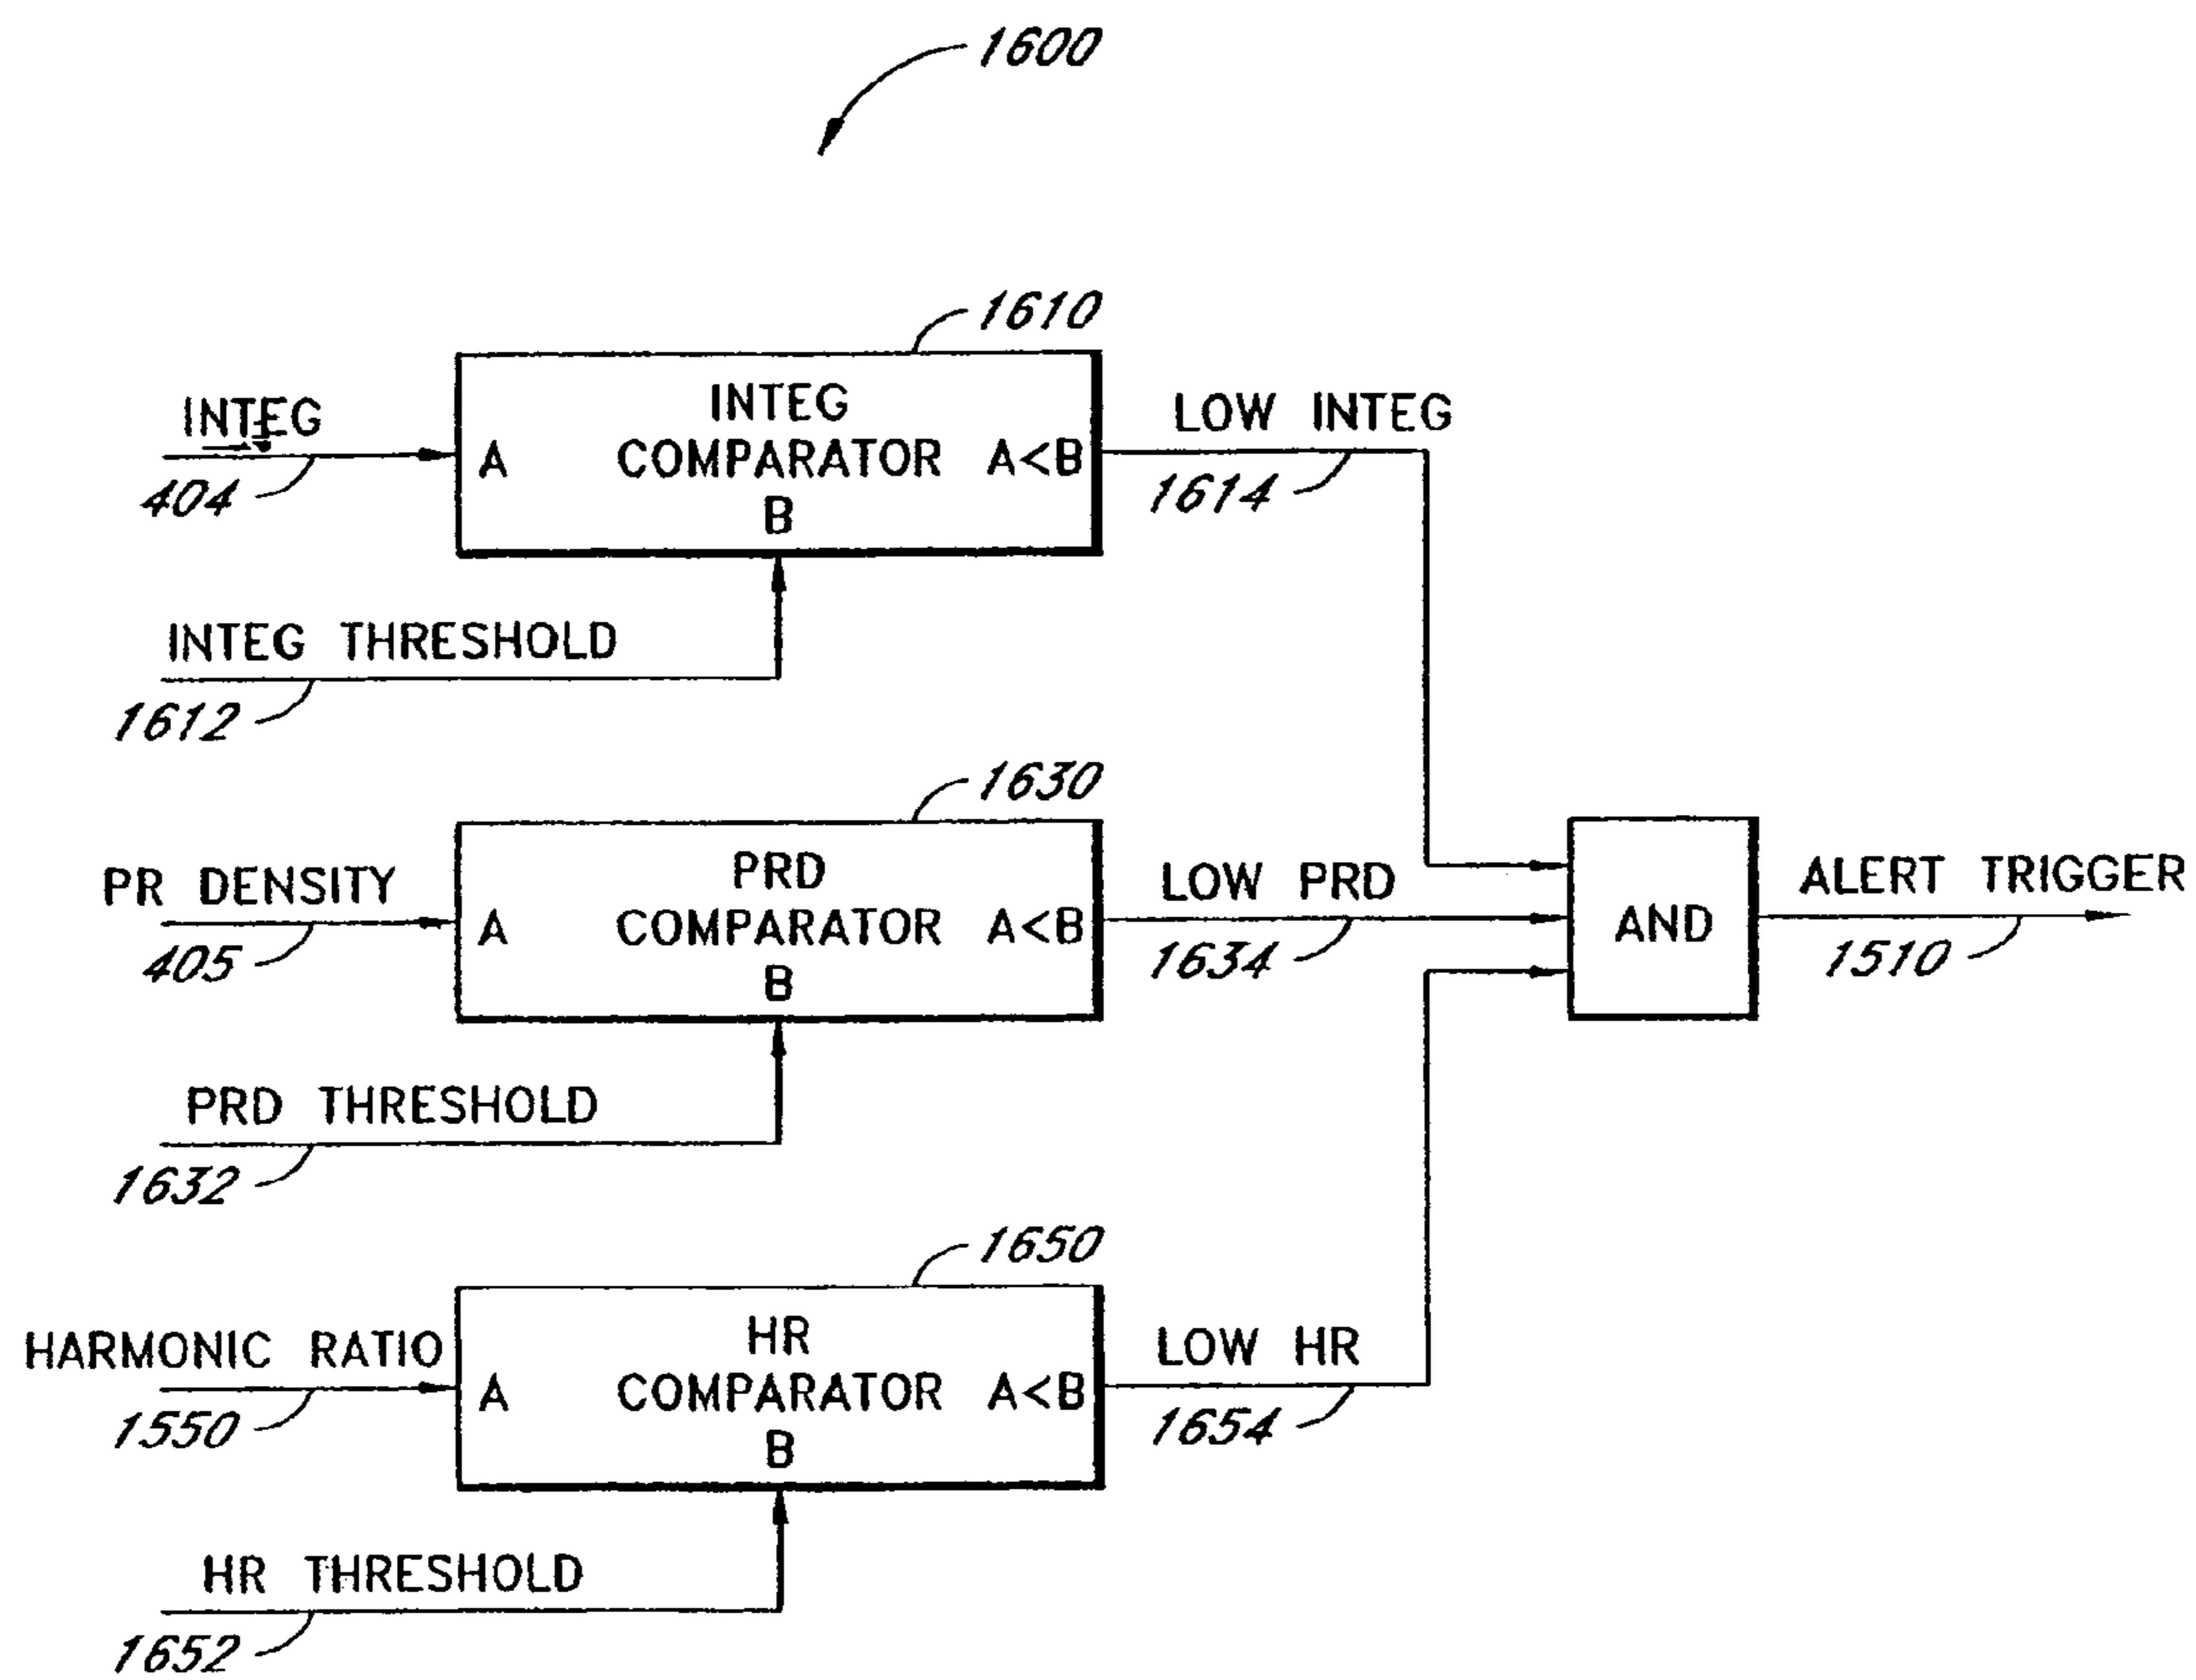 1600
1610
INTEG
404
A
INTEG
COMPARATOR
A<B
B
LOW INTEG
1614
INTEG THRESHOLD
1612
1630
PR DENSITY
405
A
PRD
COMPARATOR
A<B
B
LOW PRD
1634
AND
ALERT TRIGGER
1510
PRD THRESHOLD
1632
1650
HARMONIC RATIO
1550
A
HR
COMPARATOR
A<B
B
LOW HR
1654
HR THRESHOLD
1652